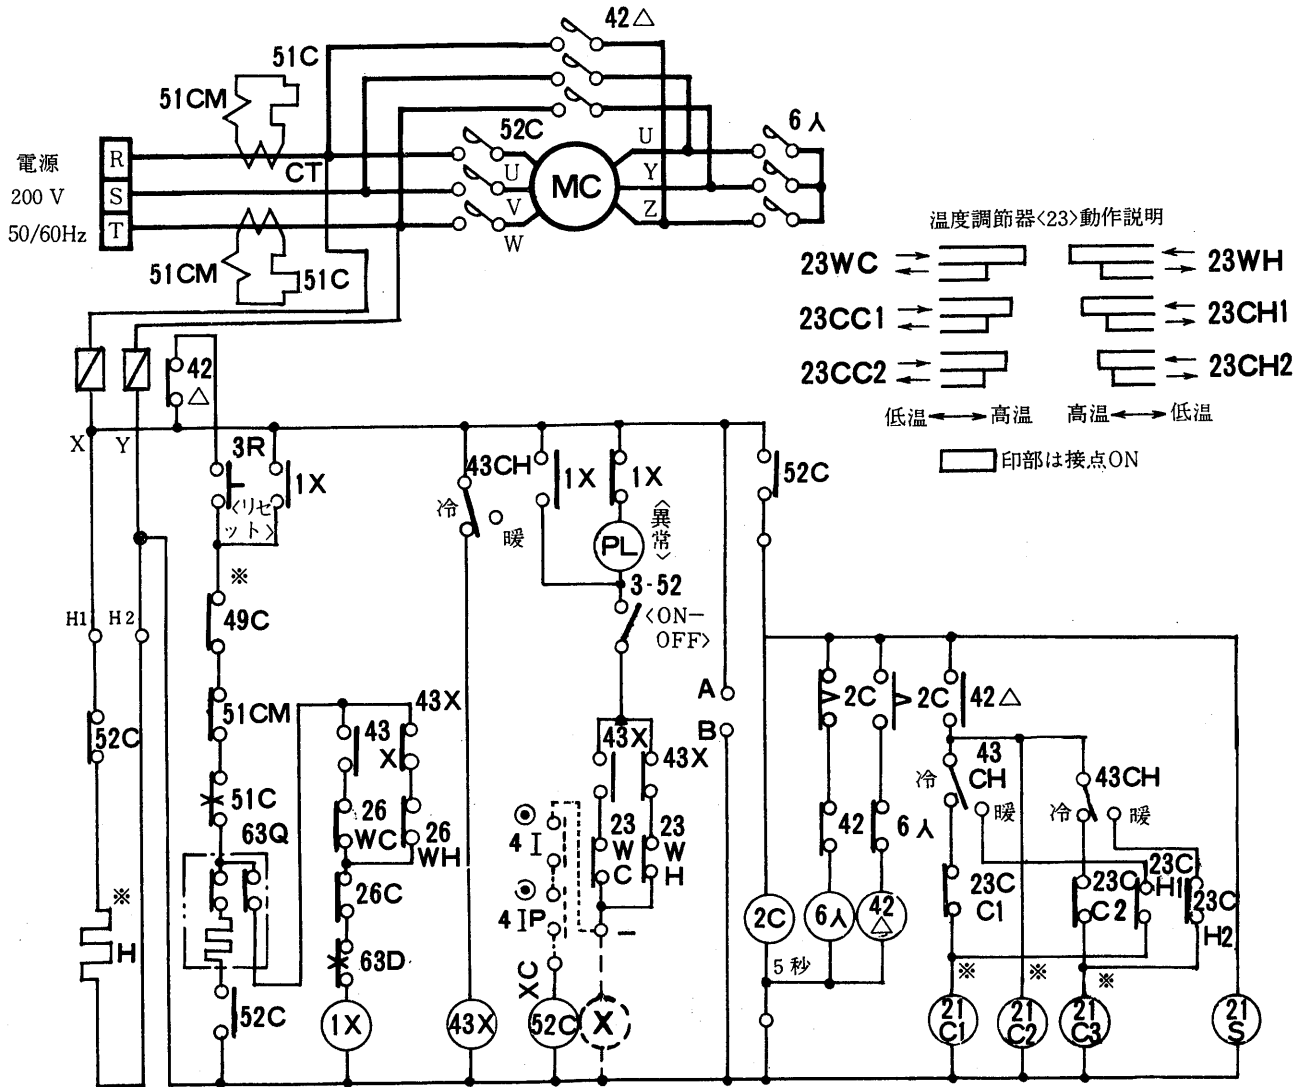 42△
51C
51CM
6人
52C
電源
R
U
CT
U
Y
200 V
S
MC
V
Z
50/60Hz
T
W
51CM
51C
温度調節器<23>動作説明
23WC
23WH
23CC1
23CH1
23CC2
23CH2
低温
高温
高温
低温
印部は接点ON
42
△
X
Y
3R
1X
<リセ
ット>
43CH
冷
暖
1X
1X
<異常>
PL
52C
※
3-52
<ON−
OFF>
H1
H2
49C
51CM
43X
43
X
A
B
43X
43X
2C
2C
42△
52C
51C
63Q
26
WC
26
WH
4I
4IP
23
W
C
23
W
H
42
6人
43
CH
冷
暖
43CH
冷
暖
※
H
26C
63D
2C
6人
42
△
23C
C1
23C
C2
23C
H1
23C
H2
XC
5秒
※
※
※
52C
1X
43X
52C
X
21
C1
21
C2
21
C3
21
S